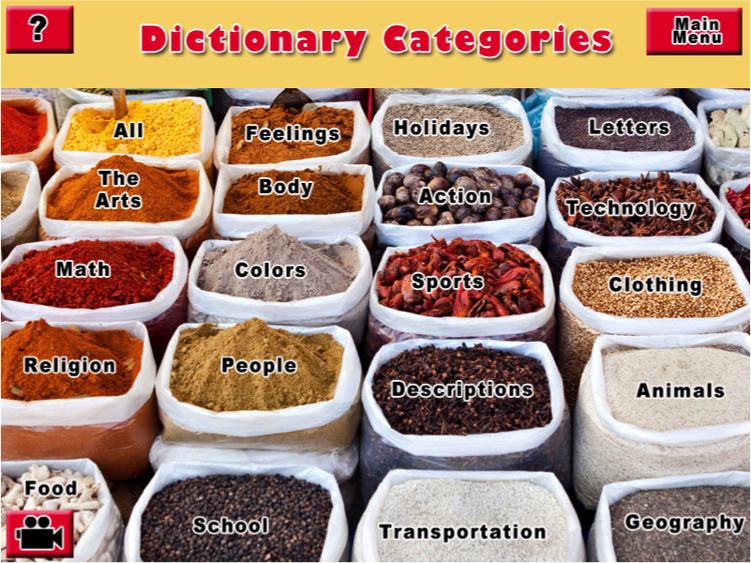 ?
Dictionary Categories
Main
Menu
All
Feelings
Holidays
Letters
The
Arts
Body
Action
Technology
Math
Colors
Sports
Clothing
Religion
People
Descriptions
Animals
Food
School
Transportation
Geography